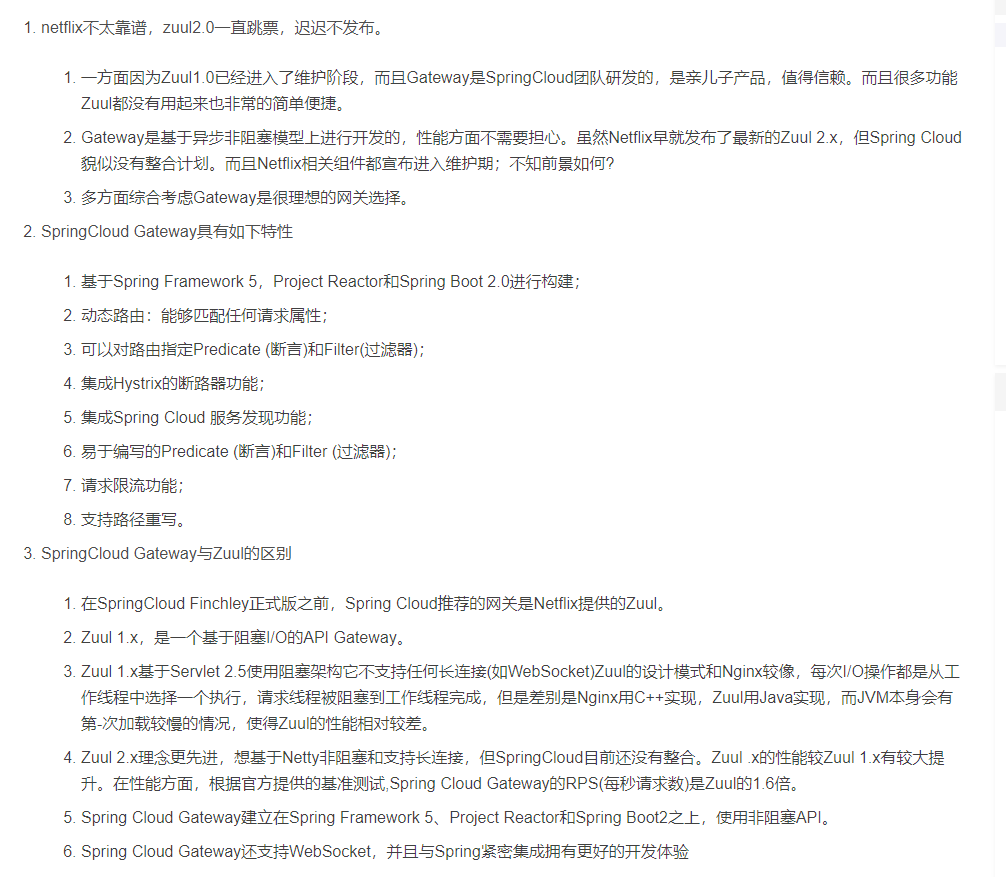 1. netflix不太靠谱，zuul2.0一直跳票，迟迟不发布。
1. 一方面因为Zuul1.0已经进入了维护阶段，而且Gateway是SpringCloud团队研发的，是亲儿子产品，值得信赖。而且很多功能
Zuul都没有用起来也非常的简单便捷。
2. Gateway是基于异步非阻塞模型上进行开发的，性能方面不需要担心。虽然Netflix早就发布了最新的Zuul 2.x，但Spring Cloud
貌似没有整合计划。而且Netflix相关组件都宣布进入维护期；不知前景如何?
3. 多方面综合考虑Gateway是很理想的网关选择。
2. SpringCloud Gateway具有如下特性
1. 基于Spring Framework 5，Project Reactor和Spring Boot 2.0进行构建；
2. 动态路由：能够匹配任何请求属性；
3. 可以对路由指定Predicate (断言)和Filter(过滤器)；
4. 集成Hystrix的断路器功能；
5. 集成Spring Cloud 服务发现功能；
6. 易于编写的Predicate (断言)和Filter (过滤器)；
7. 请求限流功能；
8. 支持路径重写。
3. SpringCloud Gateway与Zuul的区别
1. 在SpringCloud Finchley正式版之前，Spring Cloud推荐的网关是Netflix提供的Zuul。
2. Zuul 1.x，是一个基于阻塞I/O的API Gateway。
3. Zuul 1.x基于Servlet 2.5使用阻塞架构它不支持任何长连接(如WebSocket)Zuul的设计模式和Nginx较像，每次I/O操作都是从工
作线程中选择一个执行，请求线程被阻塞到工作线程完成，但是差别是Nginx用C++实现，Zuul用Java实现，而JVM本身会有
第-次加载较慢的情况，使得Zuul的性能相对较差。
4. Zuul 2.x理念更先进，想基于Netty非阻塞和支持长连接，但SpringCloud目前还没有整合。Zuul .x的性能较Zuul 1.x有较大提
升。在性能方面，根据官方提供的基准测试,Spring Cloud Gateway的RPS(每秒请求数)是Zuul的1.6倍。
5. Spring Cloud Gateway建立在Spring Framework 5、Project Reactor和Spring Boot2之上，使用非阻塞API。
6. Spring Cloud Gateway还支持WebSocket，并且与Spring紧密集成拥有更好的开发体验